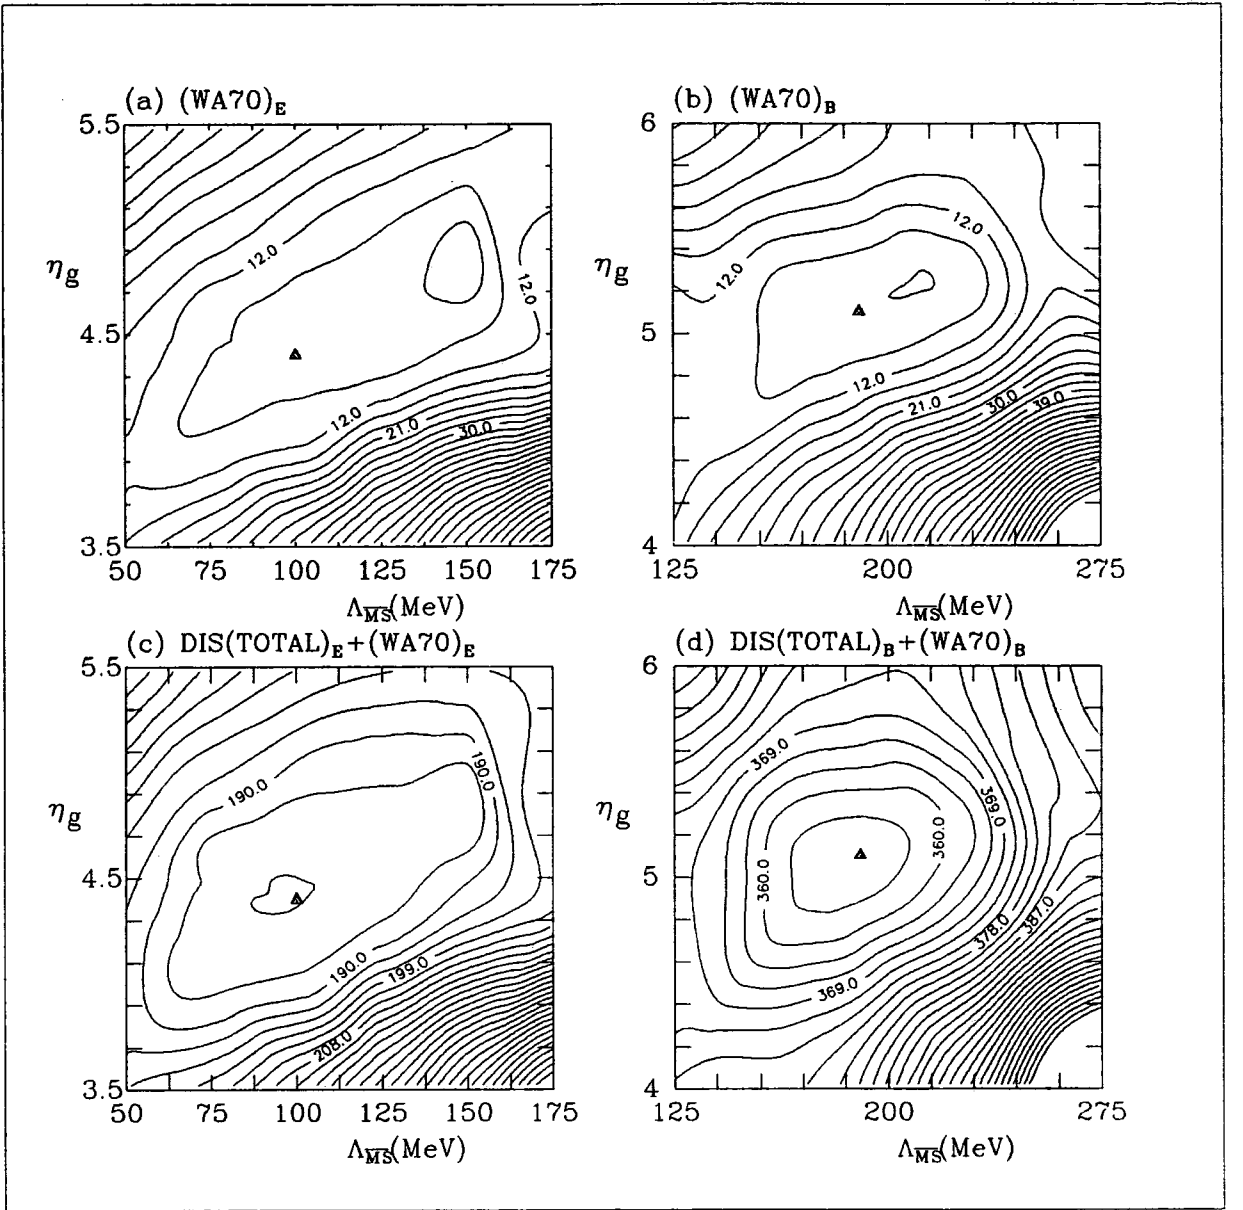 (a) (WA70)E
(b) (WA70)B
5.5
4.5
3.5
ηg
12.0
12.0
12.0
21.0
30.0
50 75 100 125 150 175
Λ_MS̅(MeV)
6
5
4
ηg
12.0
12.0
12.0
21.0
30.0
39.0
125 200 275
Λ_MS̅(MeV)
(c) DIS(TOTAL)E+(WA70)E
(d) DIS(TOTAL)B+(WA70)B
5.5
4.5
3.5
ηg
190.0
190.0
190.0
199.0
208.0
50 75 100 125 150 175
Λ_MS̅(MeV)
6
5
4
ηg
369.0
369.0
360.0
360.0
378.0
387.0
369.0
125 200 275
Λ_MS̅(MeV)